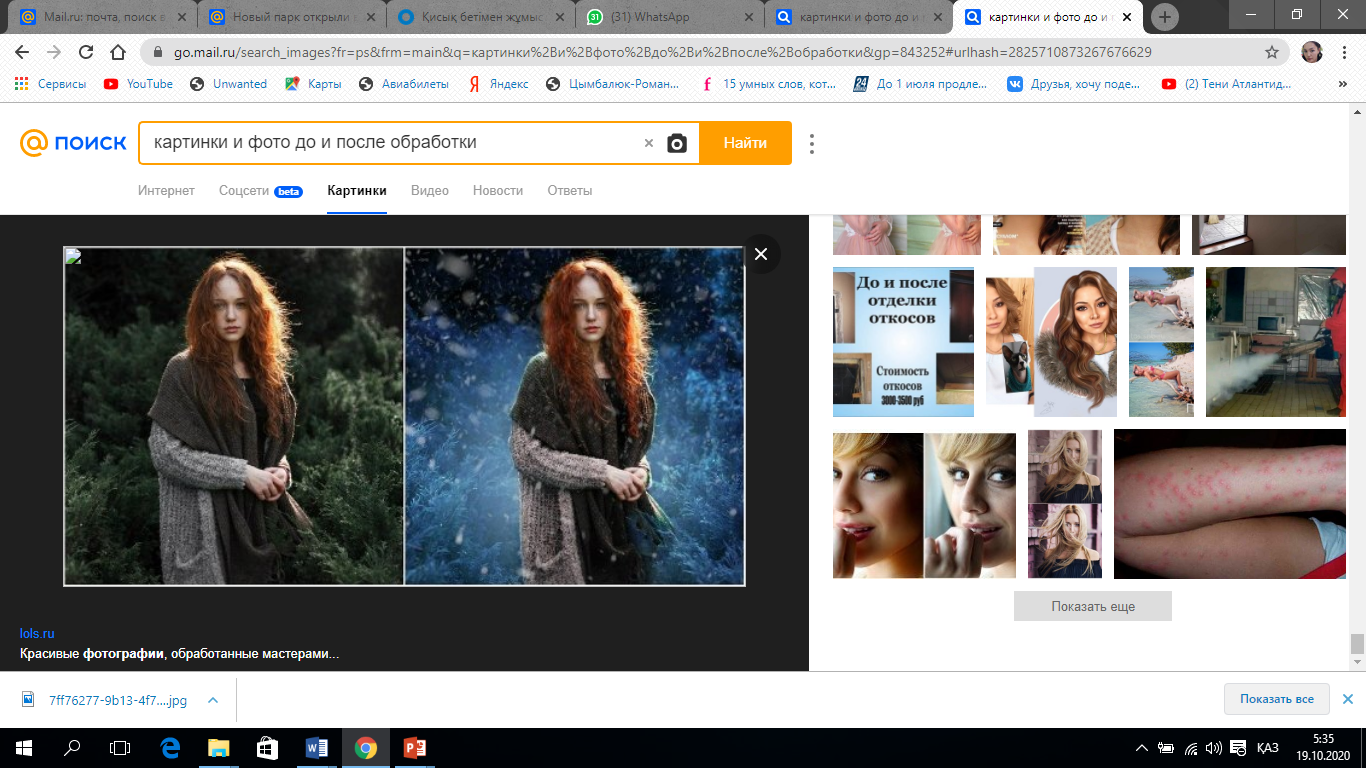 Mail.ru: почта, поиск в
Новый парк открыли в
Қисық бетімен жұмыс
(31) WhatsApp
картинки и фото до и
картинки и фото до и
go.mail.ru/search_images?fr=ps&frm=main&q=картинки%2Bи%2Bфото%2Bдо%2Bи%2Bпосле%2Bобработки&gp=843252#urlhash=2825710873267676629
Сервисы
YouTube
Unwanted
Карты
Авиабилеты
Яндекс
Цымбалюк-Роман...
15 умных слов, кот...
До 1 июля продле...
Друзья, хочу поде...
(2) Тени Атлантид...
ПОИСК
картинки и фото до и после обработки
Найти
Интернет
Соцсети beta
Картинки
Видео
Новости
Ответы
До и после
отделки
откосов
Стоимость
откосов
3000-3500 руб
Показать еще
lols.ru
Красивые фотографии, обработанные мастерами...
7ff76277-9b13-4f7....jpg
Показать все
ҚАЗ
5:35
19.10.2020